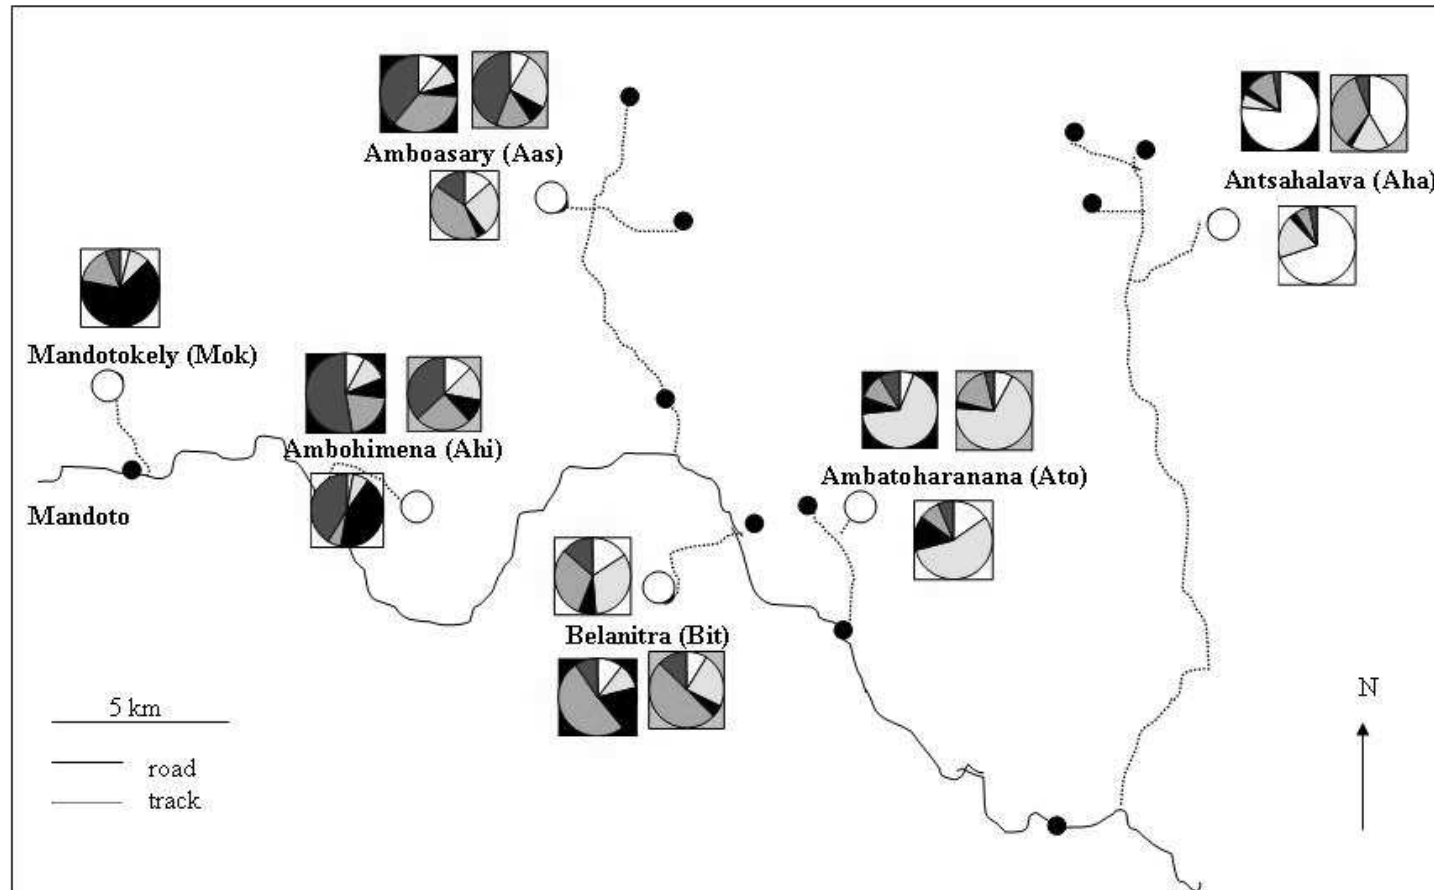 Amboasary (Aas)
Antsahalava (Aha)
Mandotokely (Mok)
Ambohimena (Ahi)
Ambatoharanana (Ato)
Mandoto
Belanitra (Bit)
5 km
N
road
track